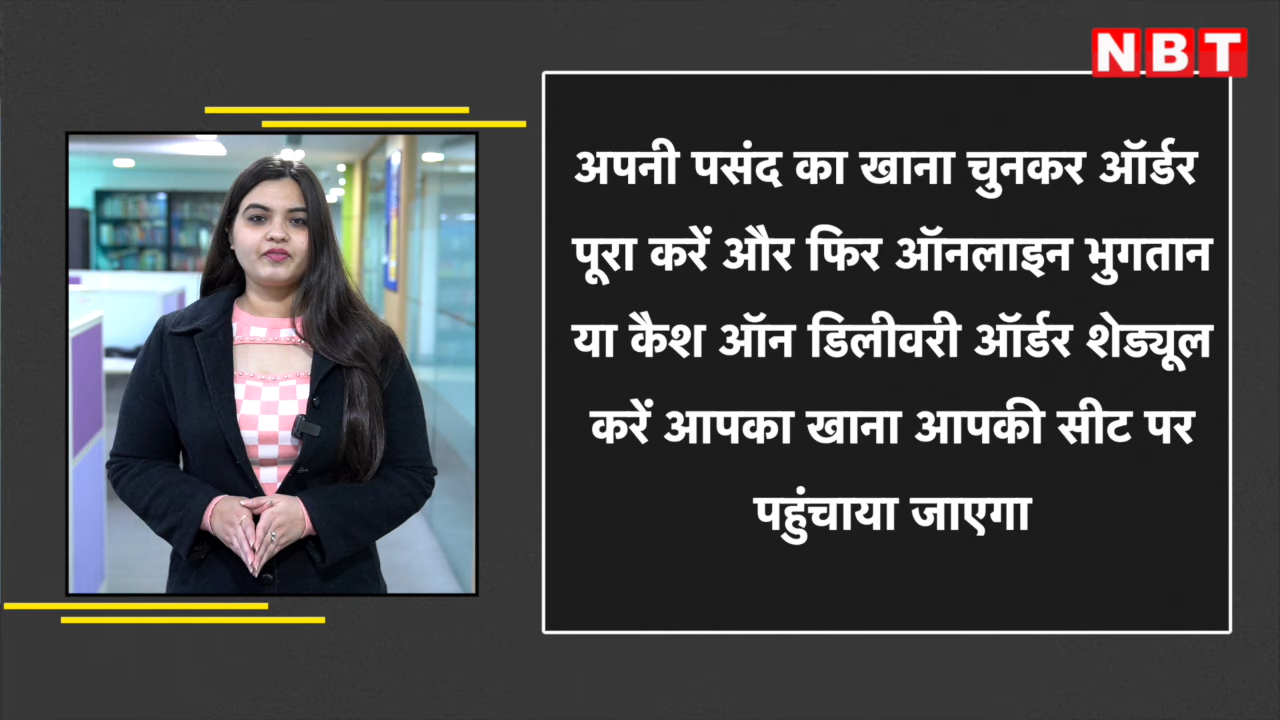 NBT
अपनी पसंद का खाना चुनकर ऑर्डर
पूरा करें और फिर ऑनलाइन भुगतान
या कैश ऑन डिलीवरी ऑर्डर शेड्यूल
करें आपका खाना आपकी सीट पर
पहुंचाया जाएगा